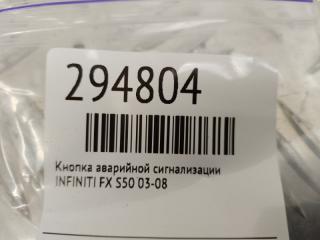 294804
Кнопка аварийной сигнализации
INFINITI FX S50 03-08